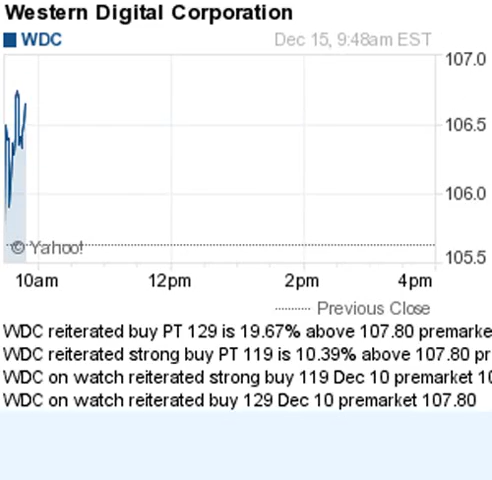 Western Digital Corporation
WDC Dec 15, 9:48am EST
107.0
106.5
106.0
© Yahoo!
105.5
10am 12pm 2pm 4pm
Previous Close
WDC reiterated buy PT 129 is 19.67% above 107.80 premarke
WDC reiterated strong buy PT 119 is 10.39% above 107.80 pr
WDC on watch reiterated strong buy 119 Dec 10 premarket 10
WDC on watch reiterated buy 129 Dec 10 premarket 107.80